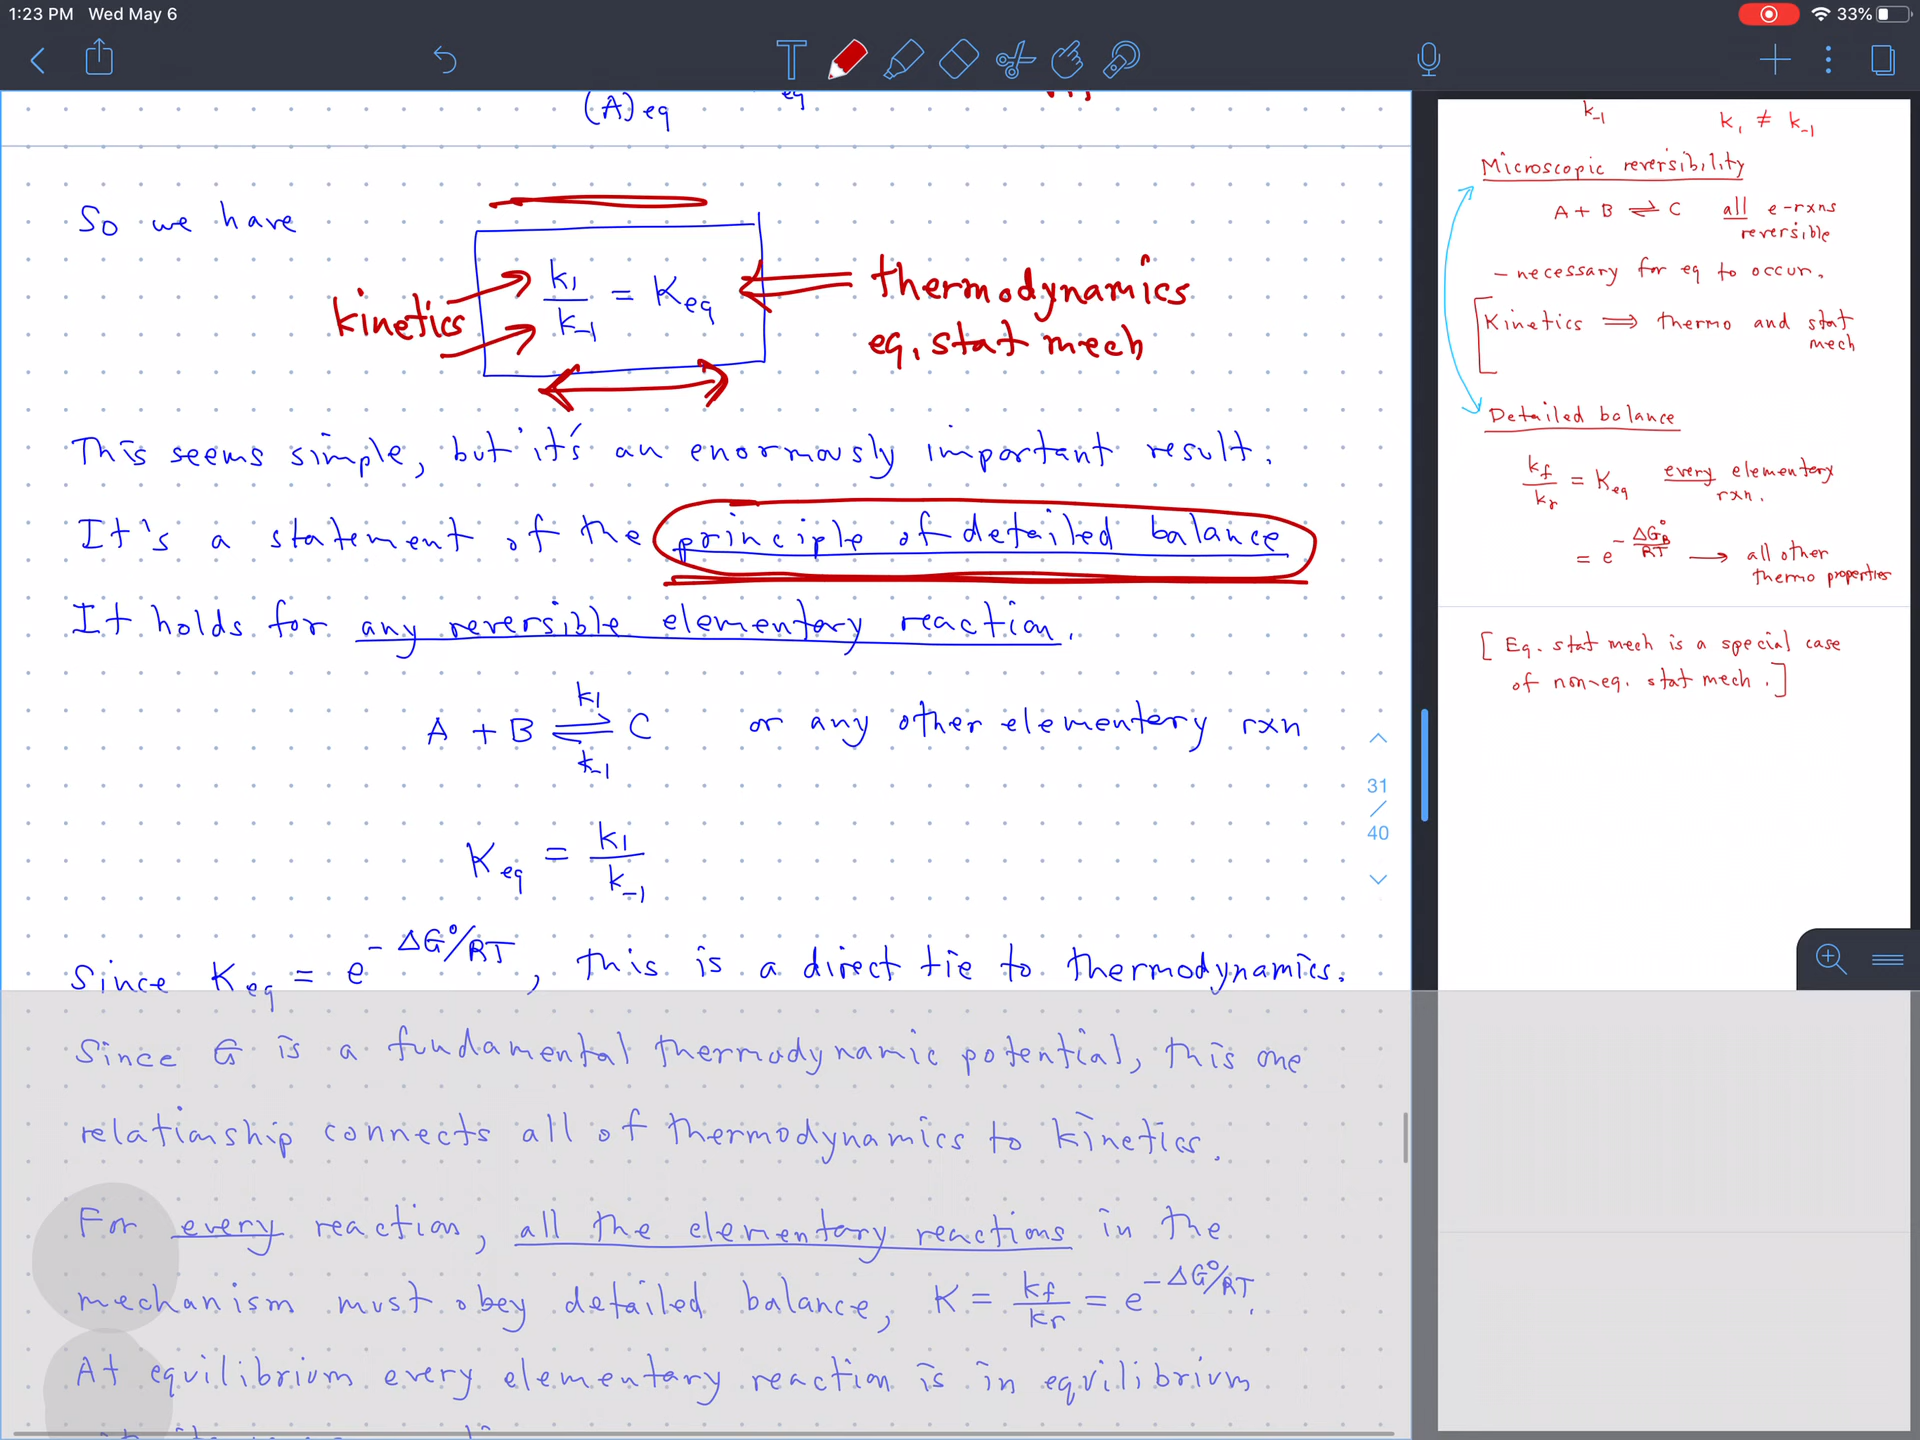 1:23 PM Wed May 6
33%
(A)eq
eq
So we have
kinetics
k1/k-1 = Keq
thermodynamics
eq. stat mech
This seems simple, but it's an enormously important result.
It's a statement of the principle of detailed balance
It holds for any reversible elementary reaction.
A + B ⇌ C or any other elementary rxn
k1
k-1
Keq = k1/k-1
Since Keq = e^-ΔG°/RT, this is a direct tie to thermodynamics.
Since G is a fundamental thermodynamic potential, this one
relationship connects all of thermodynamics to kinetics.
For every reaction, all the elementary reactions in the
mechanism must obey detailed balance, K = kf/kr = e^-ΔG°/RT.
At equilibrium every elementary reaction is in equilibrium
31
/
40
k-1
k1 ≠ k-1
Microscopic reversibility
A + B ⇌ C all e-rxns
reversible
- necessary for eq to occur.
[Kinetics ⟹ thermo and stat
mech
Detailed balance
kf/kr = Keq every elementary
rxn.
= e^-ΔG°R/RT → all other
thermo properties
[Eq. stat mech is a special case
of non-eq. stat mech.]